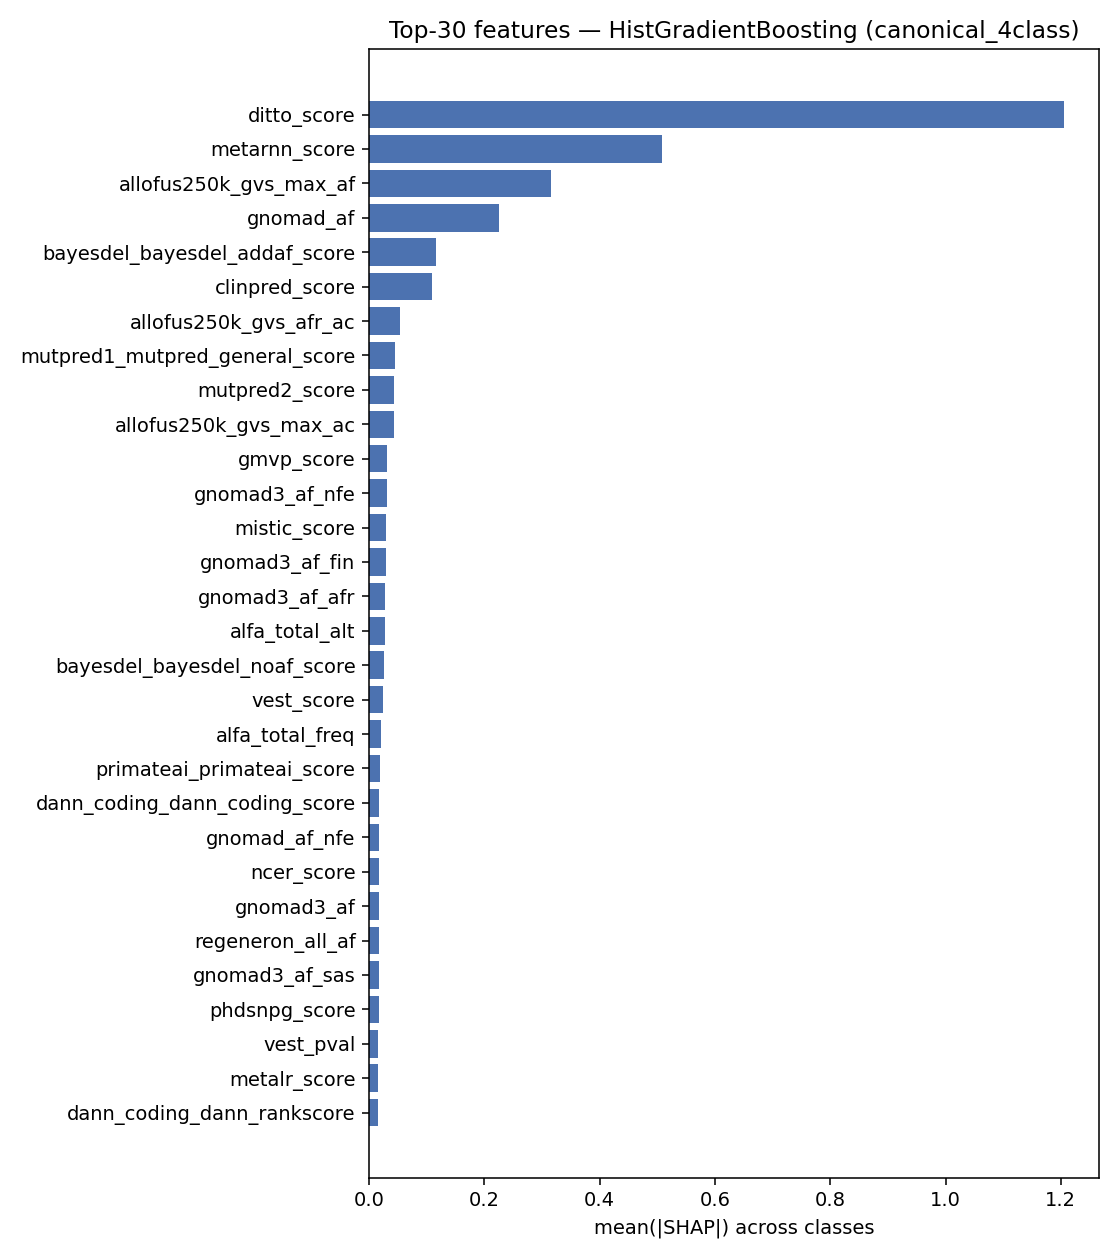 Top-30 features — HistGradientBoosting (canonical_4class)
ditto_score
metarnn_score
allofus250k_gvs_max_af
gnomad_af
bayesdel_bayesdel_addaf_score
clinpred_score
allofus250k_gvs_afr_ac
mutpred1_mutpred_general_score
mutpred2_score
allofus250k_gvs_max_ac
gmvp_score
gnomad3_af_nfe
mistic_score
gnomad3_af_fin
gnomad3_af_afr
alfa_total_alt
bayesdel_bayesdel_noaf_score
vest_score
alfa_total_freq
primateai_primateai_score
dann_coding_dann_coding_score
gnomad_af_nfe
ncer_score
gnomad3_af
regeneron_all_af
gnomad3_af_sas
phdsnpg_score
vest_pval
metalr_score
dann_coding_dann_rankscore
0.0 0.2 0.4 0.6 0.8 1.0 1.2
mean(|SHAP|) across classes